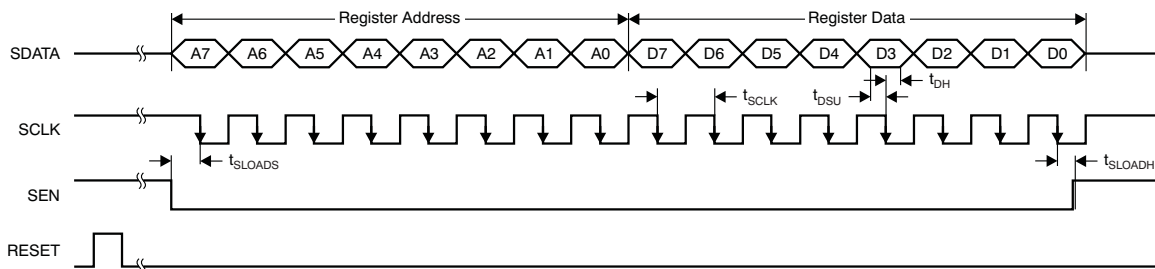 Register Address
Register Data
SDATA
A7 A6 A5 A4 A3 A2 A1 A0 D7 D6 D5 D4 D3 D2 D1 D0
tSCLK
tDSU
tDH
SCLK
tSLOADS
tSLOADH
SEN
RESET